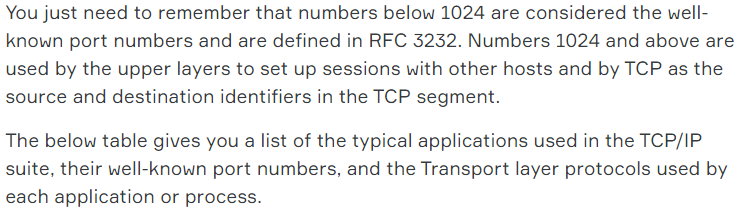 You just need to remember that numbers below 1024 are considered the well-
known port numbers and are defined in RFC 3232. Numbers 1024 and above are
used by the upper layers to set up sessions with other hosts and by TCP as the
source and destination identifiers in the TCP segment.
The below table gives you a list of the typical applications used in the TCP/IP
suite, their well-known port numbers, and the Transport layer protocols used by
each application or process.